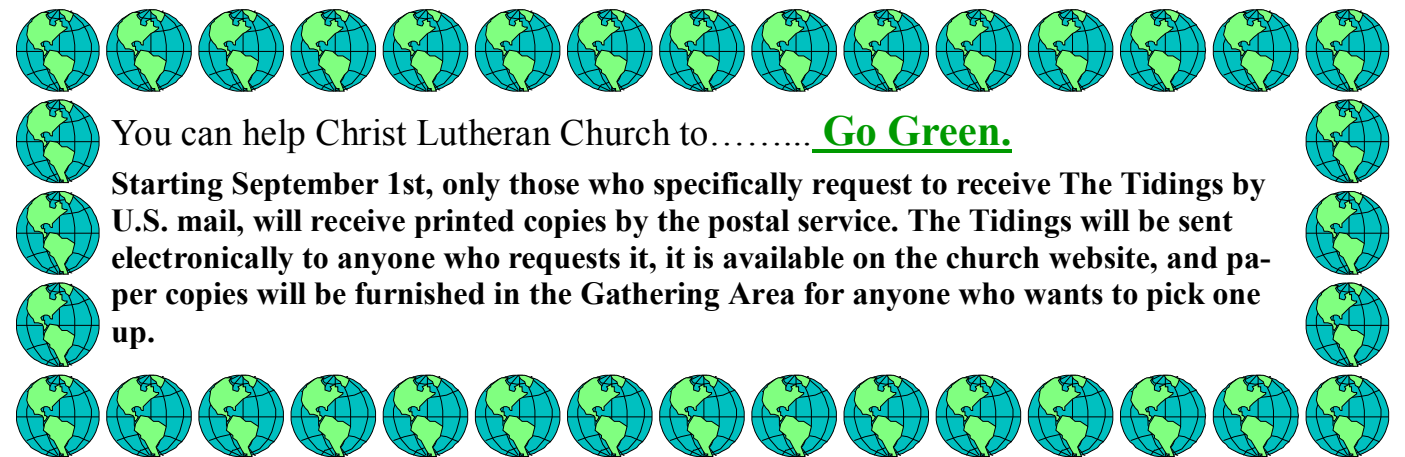 You can help Christ Lutheran Church to……... Go Green.
Starting September 1st, only those who specifically request to receive The Tidings by
U.S. mail, will receive printed copies by the postal service. The Tidings will be sent
electronically to anyone who requests it, it is available on the church website, and pa-
per copies will be furnished in the Gathering Area for anyone who wants to pick one
up.